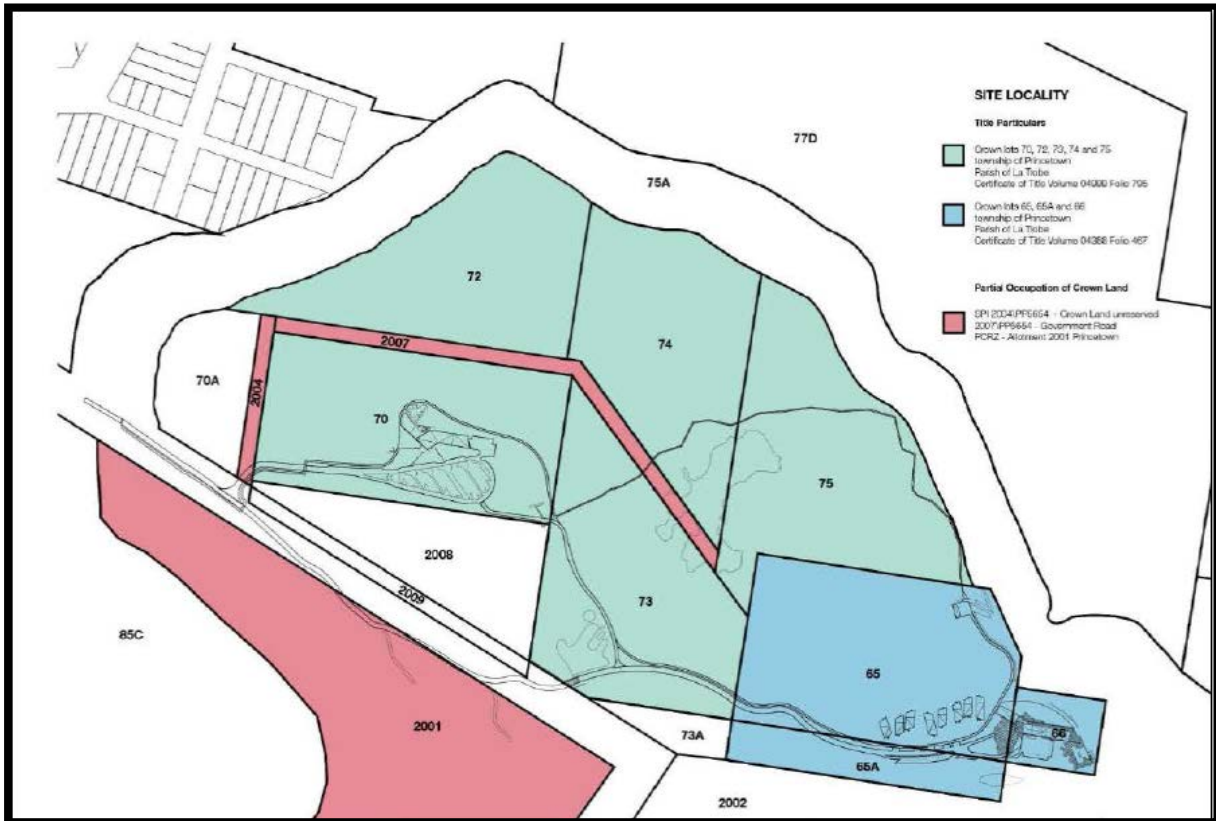 SITE LOCALITY
Title Particulars
Crown lots 70, 72, 73, 74 and 75
township of Princetown
Parish of La Trobe
Certificate of Title Volume 04999 Folio 795
Crown lots 65, 65A and 66
township of Princetown
Parish of La Trobe
Certificate of Title Volume 04388 Folio 467
Partial Occupation of Crown Land
SPI 2004\PP5654 - Crown Land unreserved
2007\PP5654 - Government Road
PCRZ - Allotment 2001 Princetown
77D
75A
72
74
2007
70A
2004
70
75
2008
2009
73
85C
65
2001
66
73A
65A
2002